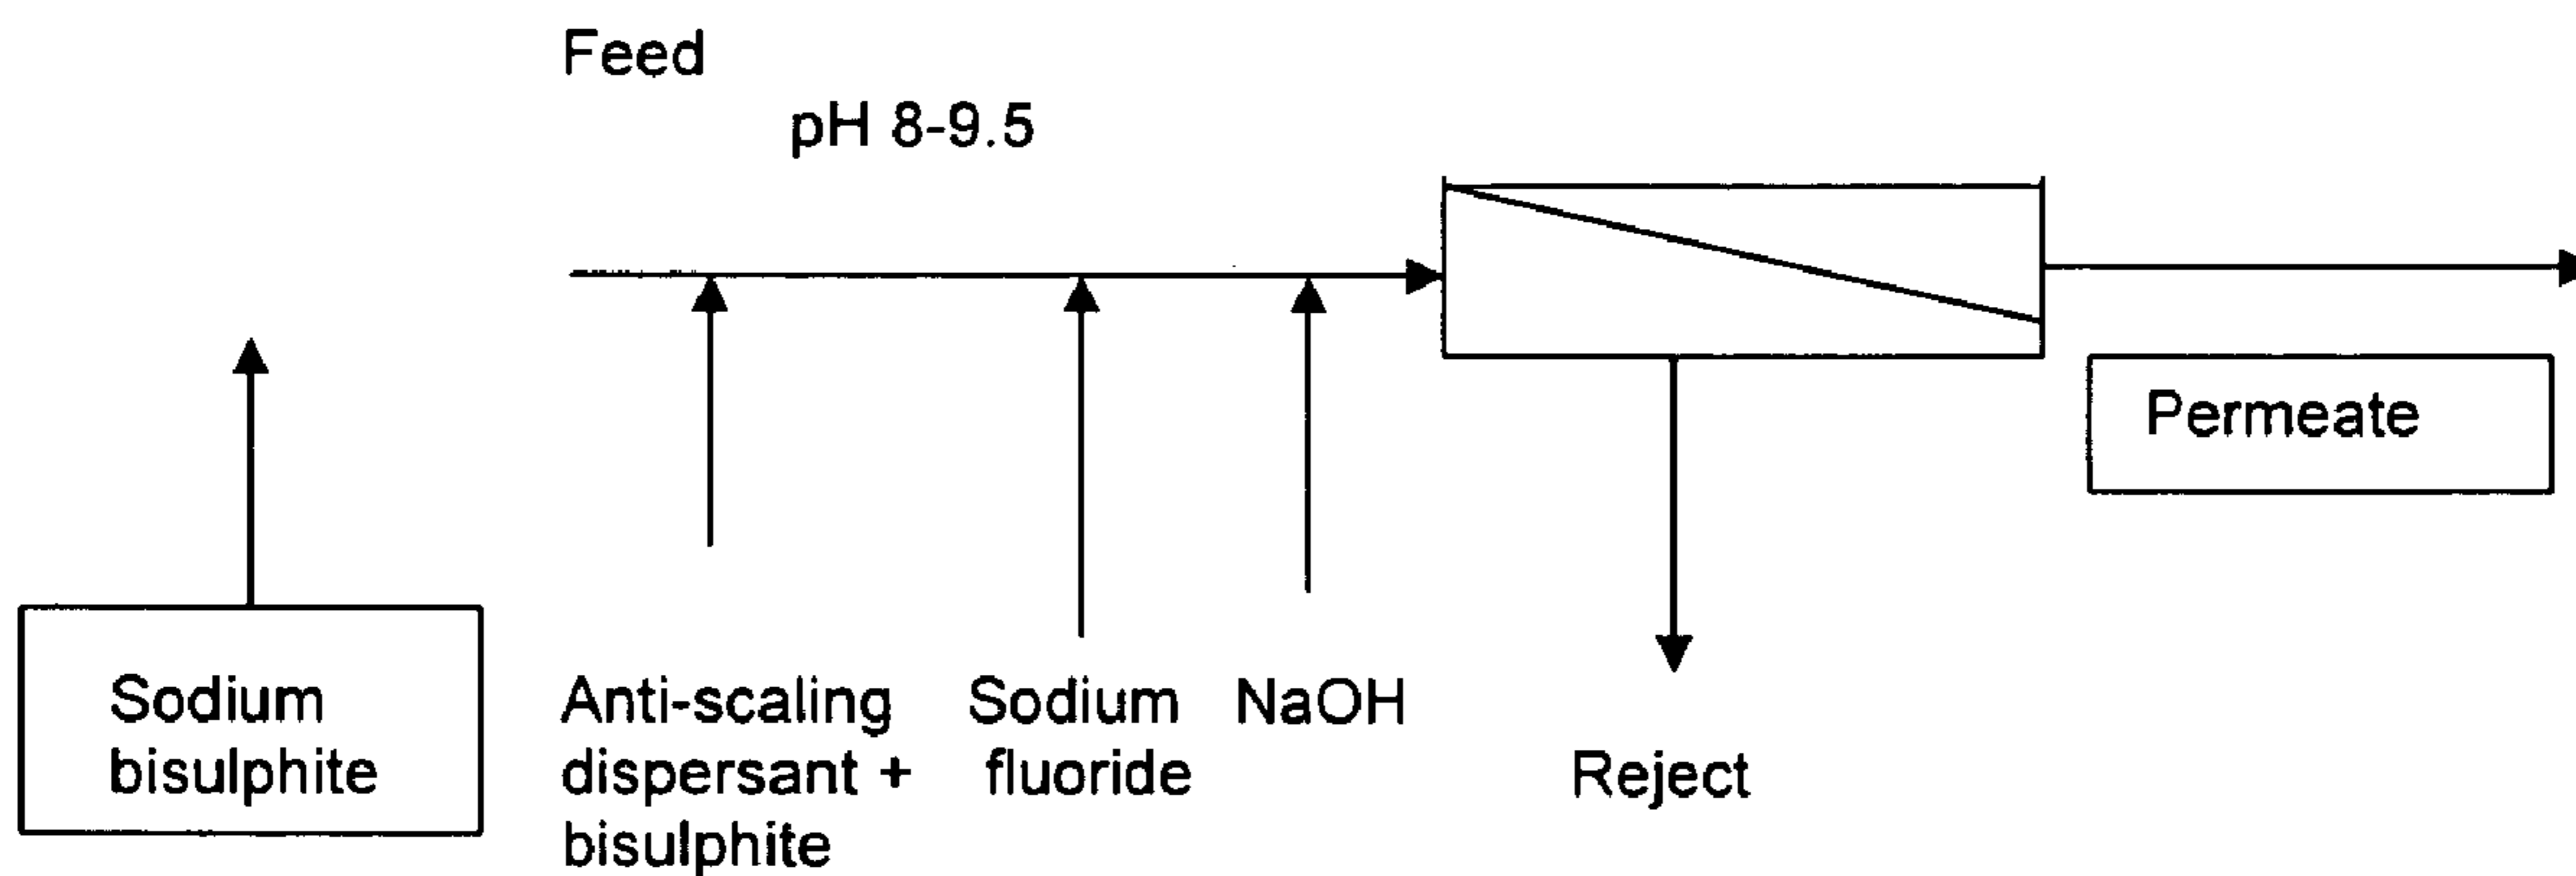 Feed
pH 8-9.5
Permeate
Sodium
bisulphite
Anti-scaling
dispersant +
bisulphite
Sodium
fluoride
NaOH
Reject